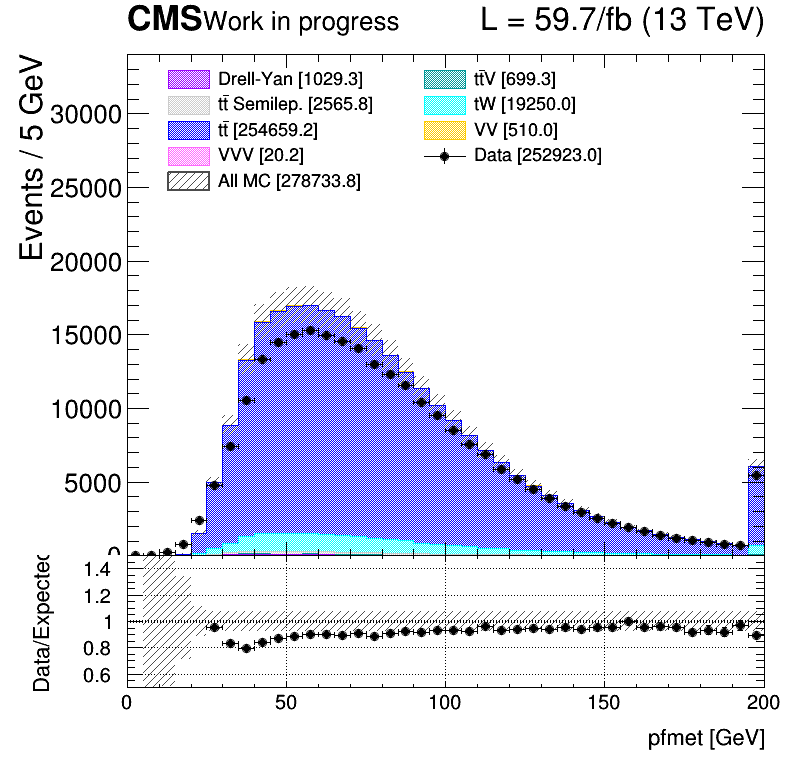 CMS Work in progress L = 59.7/fb (13 TeV)
Drell-Yan [1029.3] tt̄V [699.3]
tt̄ Semilep. [2565.8] tW [19250.0]
tt̄ [254659.2] VV [510.0]
VVV [20.2] Data [252923.0]
All MC [278733.8]
Events / 5 GeV
30000
25000
20000
15000
10000
5000
0
Data/Expected
1.4
1.2
1
0.8
0.6
0 50 100 150 200
pfmet [GeV]